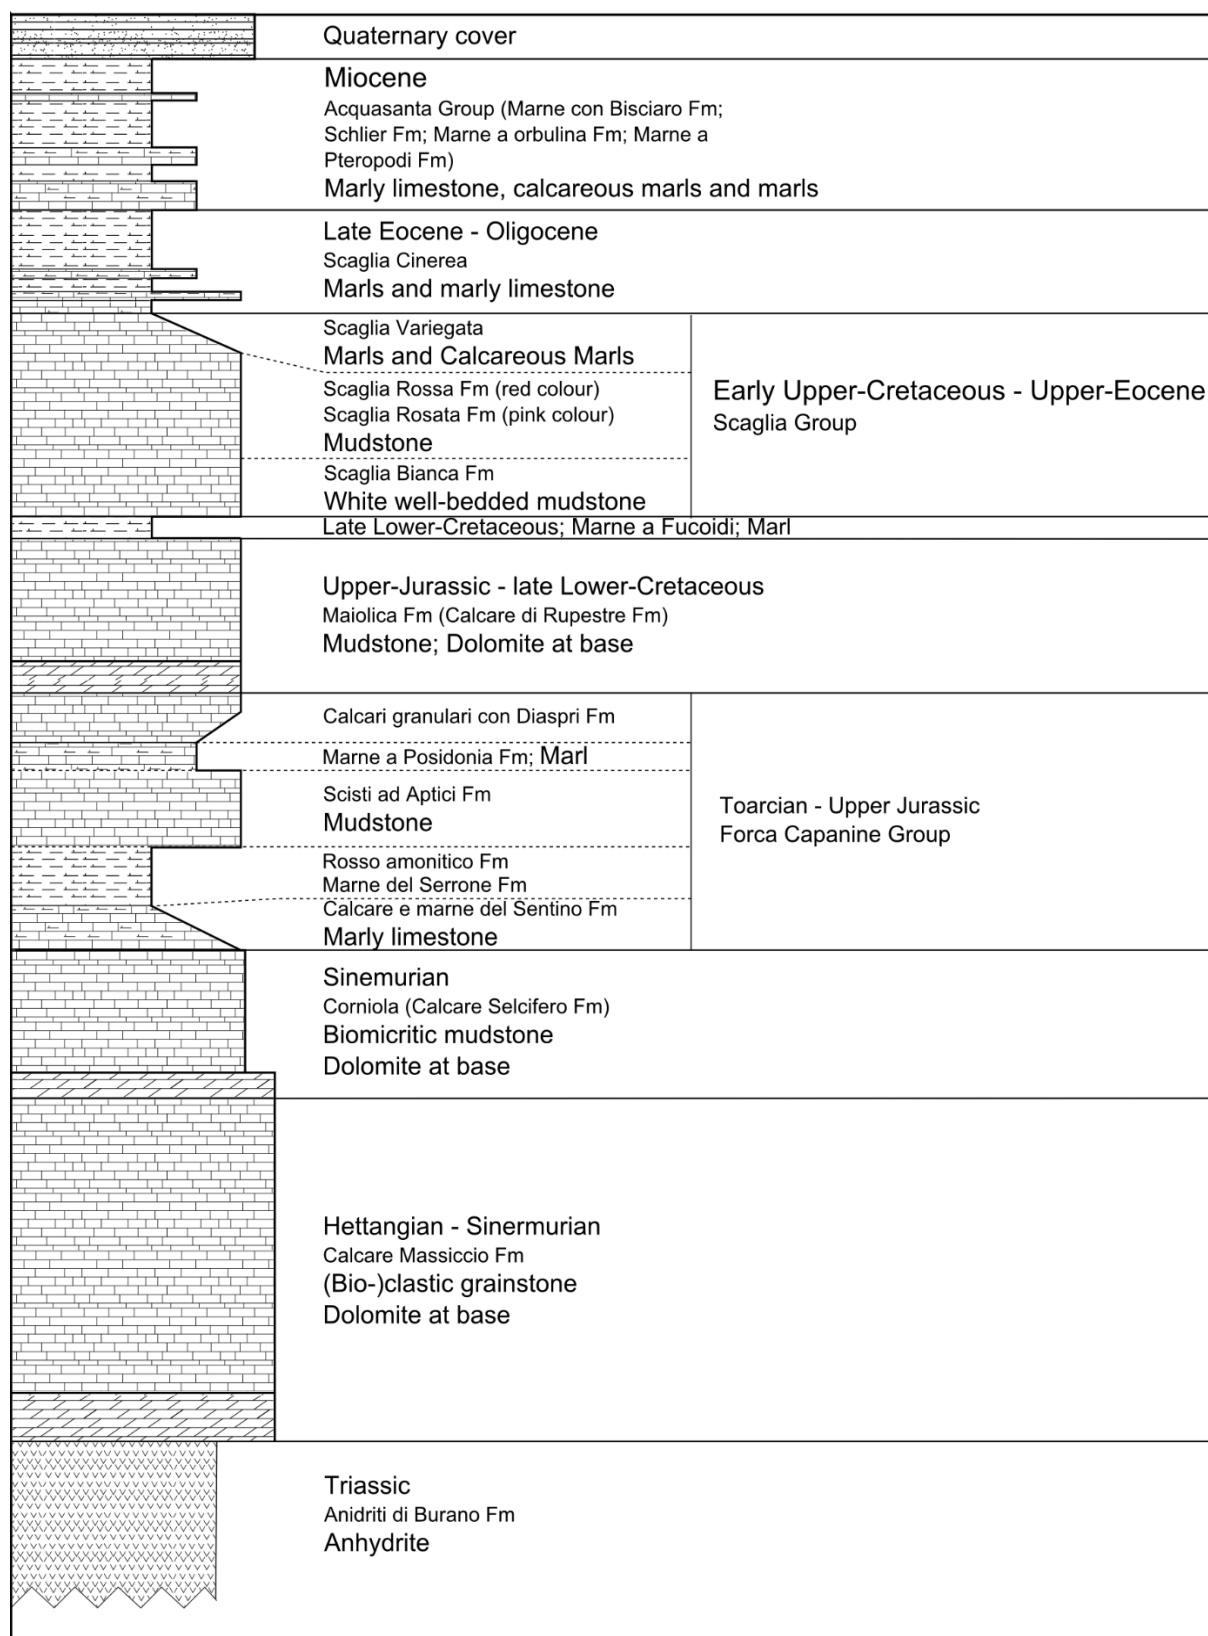 Quaternary cover
Miocene
Acquasanta Group (Marne con Bisciaro Fm;
Schlier Fm; Marne a orbulina Fm; Marne a
Pteropodi Fm)
Marly limestone, calcareous marls and marls
Late Eocene - Oligocene
Scaglia Cinerea
Marls and marly limestone
Scaglia Variegata
Marls and Calcareous Marls
Scaglia Rossa Fm (red colour)
Scaglia Rosata Fm (pink colour)
Mudstone
Scaglia Bianca Fm
White well-bedded mudstone
Early Upper-Cretaceous - Upper-Eocene
Scaglia Group
Late Lower-Cretaceous; Marne a Fucoidi; Marl
Upper-Jurassic - late Lower-Cretaceous
Maiolica Fm (Calcare di Rupestre Fm)
Mudstone; Dolomite at base
Calcari granulari con Diaspri Fm
Marne a Posidonia Fm; Marl
Scisti ad Aptici Fm
Mudstone
Rosso amonitico Fm
Marne del Serrone Fm
Calcare e marne del Sentino Fm
Marly limestone
Toarcian - Upper Jurassic
Forca Capanine Group
Sinemurian
Corniola (Calcare Selcifero Fm)
Biomicritic mudstone
Dolomite at base
Hettangian - Sinermurian
Calcare Massiccio Fm
(Bio-)clastic grainstone
Dolomite at base
Triassic
Anidriti di Burano Fm
Anhydrite